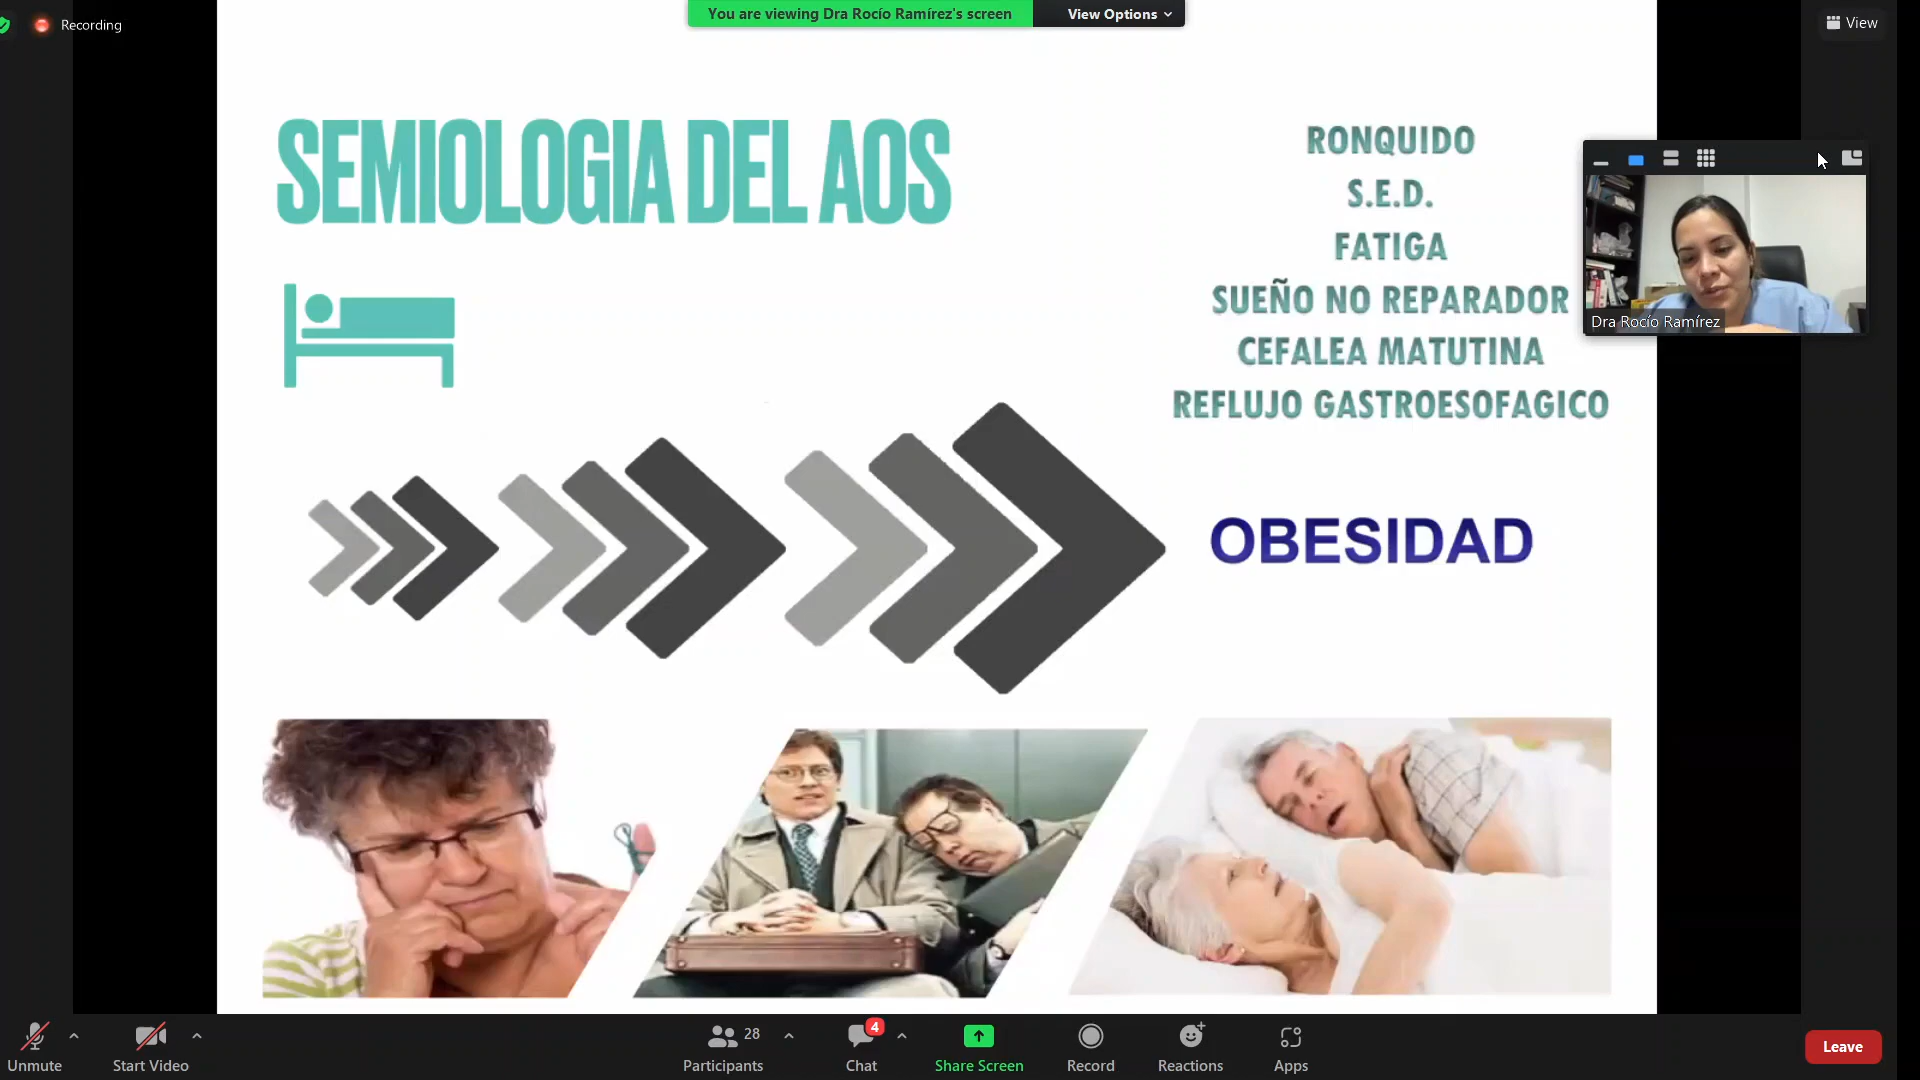 Recording
You are viewing Dra Rocío Ramírez's screen
View Options
View
SEMIOLOGIA DEL AOS
RONQUIDO
S.E.D.
FATIGA
SUEÑO NO REPARADOR
CEFALEA MATUTINA
REFLUJO GASTROESOFAGICO
Dra Rocío Ramírez
OBESIDAD
Unmute
Start Video
28
Participants
4
Chat
Share Screen
Record
Reactions
Apps
Leave